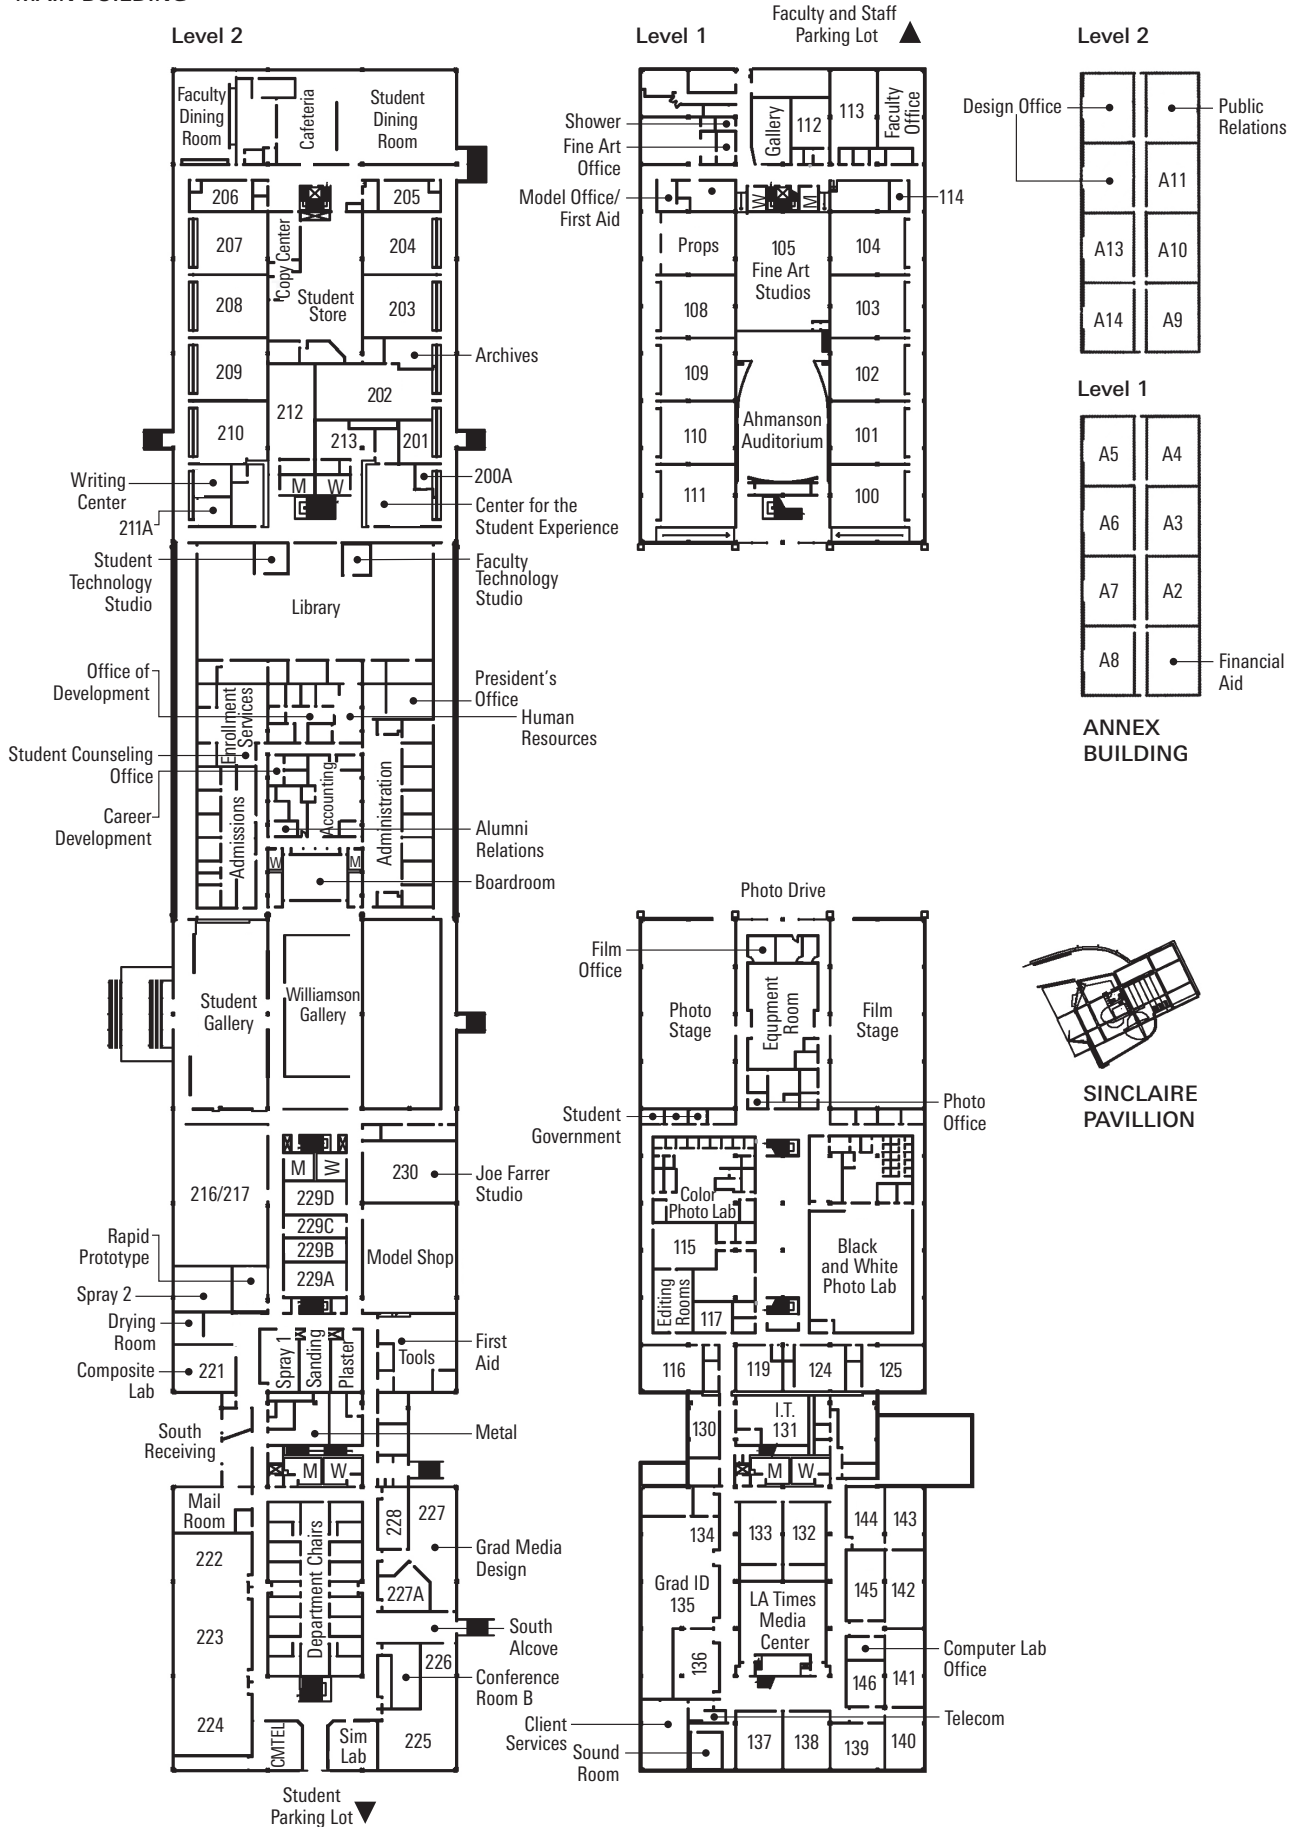 MAIN BUILDING
Level 2
Faculty
Dining
Room
Cafeteria
Student
Dining
Room
206
205
207
Copy Center
204
208
Student
Store
203
Archives
209
202
212
210
213
201
Writing
Center
M
W
200A
211A
Center for the
Student Experience
Student
Technology
Studio
Faculty
Technology
Studio
Library
Office of
Development
Enrollment
Services
President's
Office
Human
Resources
Student Counseling
Office
Career
Development
Admissions
Accounting
Administration
Alumni
Relations
W
M
Boardroom
Student
Gallery
Williamson
Gallery
M
W
230
Joe Farrer
Studio
216/217
229D
229C
229B
229A
Model Shop
Rapid
Prototype
Spray 2
Drying
Room
Composite
Lab
221
Spray 1
Sanding
Plaster
Tools
First
Aid
South
Receiving
Metal
M
W
Mail
Room
222
223
224
Department Chairs
228
227
Grad Media
Design
227A
South
Alcove
226
Conference
Room B
CMTEL
Sim
Lab
225
Student
Parking Lot
Level 1
Faculty and Staff
Parking Lot
Shower
Fine Art
Office
Gallery
112
113
Faculty
Office
Model Office/
First Aid
W
M
114
Props
105
Fine Art
Studios
104
108
103
109
102
110
Ahmanson
Auditorium
101
111
100
Photo Drive
Film
Office
Photo
Stage
Equpment
Room
Film
Stage
Photo
Office
Student
Government
Color
Photo Lab
115
Editing
Rooms
117
Black
and White
Photo Lab
116
119
124
125
130
I.T.
131
M
W
134
133
132
144
143
Grad ID
135
LA Times
Media
Center
145
142
136
Computer Lab
Office
146
141
Client
Services
Telecom
Sound
Room
137
138
139
140
Level 2
Design Office
Public
Relations
A11
A13
A10
A14
A9
Level 1
A5
A4
A6
A3
A7
A2
A8
Financial
Aid
ANNEX
BUILDING
SINCLAIRE
PAVILLION